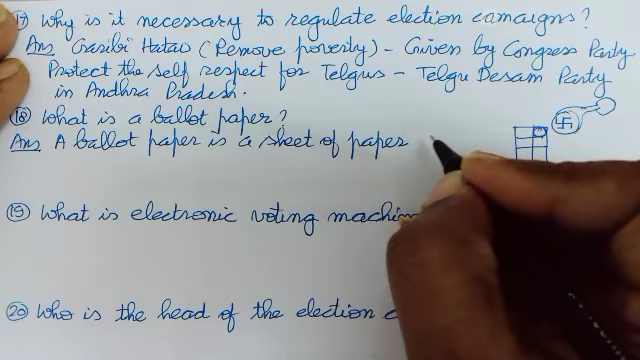 (17) Why is it necessary to regulate election camaigns?
Ans Garibi Hatao (Remove poverty) - Given by Congress Party
Protect the self respect for Telgus - Telgu Desam Party
in Andhra Pradesh.
(18) What is a ballot paper?
Ans A ballot paper is a sheet of paper
(19) What is electronic voting machin
(20) Who is the head of the election